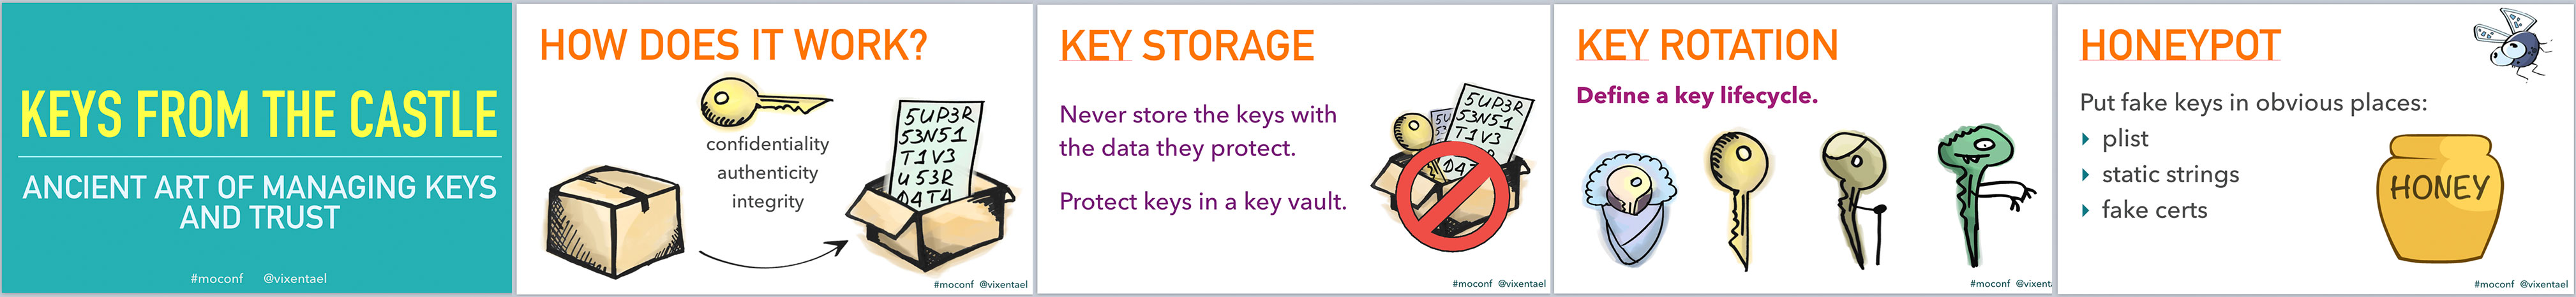 KEYS FROM THE CASTLE
ANCIENT ART OF MANAGING KEYS
AND TRUST
#moconf @vixentael
HOW DOES IT WORK?
confidentiality
authenticity
integrity
5UP3R
53N51
T1V3
U 53R
D4T4
#moconf @vixentael
KEY STORAGE
Never store the keys with
the data they protect.
Protect keys in a key vault.
5UP3R
53N51
T1V3
D4
#moconf @vixentael
KEY ROTATION
Define a key lifecycle.
#moconf @vixent
HONEYPOT
Put fake keys in obvious places:
plist
static strings
fake certs
HONEY
#moconf @vixentael